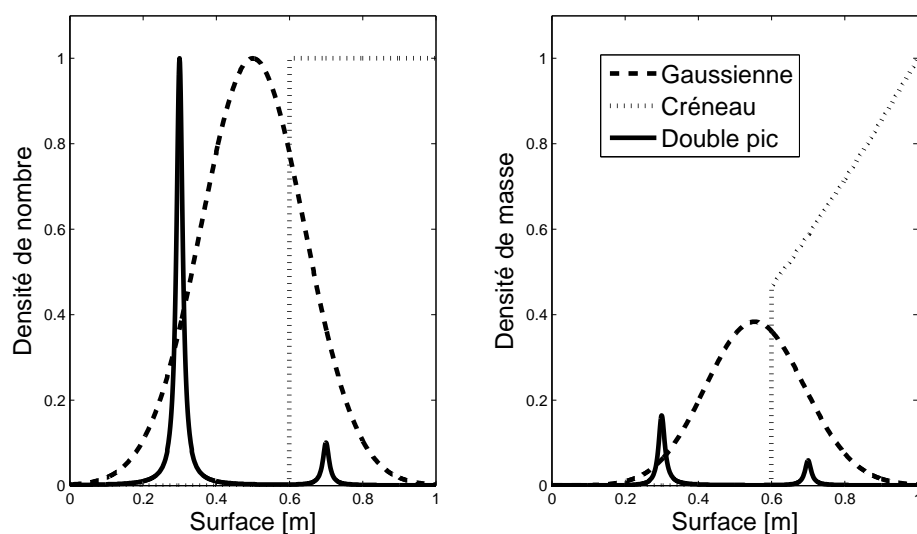 Densité de nombre
1
0.8
0.6
0.4
0.2
0
0 0.2 0.4 0.6 0.8 1
Surface [m]
Densité de masse
1
0.8
0.6
0.4
0.2
0
0 0.2 0.4 0.6 0.8 1
Surface [m]
Gaussienne
Créneau
Double pic